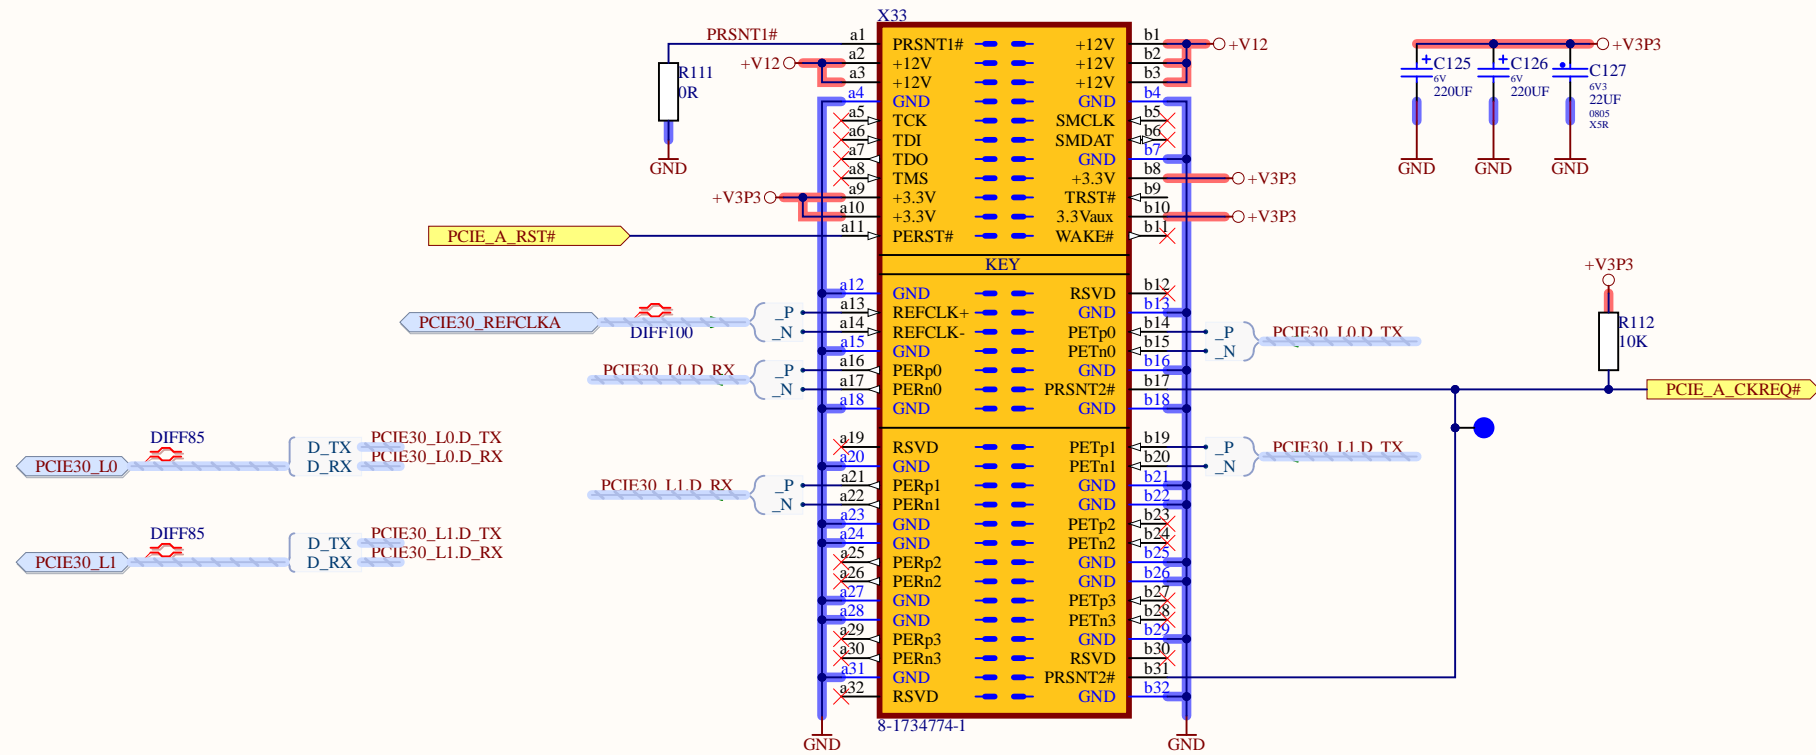 X33
PRSNT1#
R111
0R
GND
+V12
+V3P3
a1 PRSNT1# +12V b1
a2 +12V +12V b2
a3 +12V +12V b3
a4 GND GND b4
a5 TCK SMCLK b5
a6 TDI SMDAT b6
a7 TDO GND b7
a8 TMS +3.3V b8
a9 +3.3V TRST# b9
a10 +3.3V 3.3Vaux b10
a11 PERST# WAKE# b11
KEY
a12 GND RSVD b12
a13 REFCLK+ GND b13
a14 REFCLK- PETp0 b14
a15 GND PETn0 b15
a16 PERp0 GND b16
a17 PERn0 PRSNT2# b17
a18 GND GND b18
a19 RSVD PETp1 b19
a20 GND PETn1 b20
a21 PERp1 GND b21
a22 PERn1 GND b22
a23 GND PETp2 b23
a24 GND PETn2 b24
a25 PERp2 GND b25
a26 PERn2 GND b26
a27 GND PETp3 b27
a28 GND PETn3 b28
a29 PERp3 GND b29
a30 PERn3 RSVD b30
a31 GND PRSNT2# b31
a32 RSVD GND b32
8-1734774-1
GND
GND
PCIE_A_RST#
PCIE30_REFCLKA
DIFF100
_P
_N
PCIE30_L0.D_RX
_P
_N
PCIE30_L1.D_RX
_P
_N
DIFF85
PCIE30_L0
D_TX PCIE30_L0.D_TX
D_RX PCIE30_L0.D_RX
DIFF85
PCIE30_L1
D_TX PCIE30_L1.D_TX
D_RX PCIE30_L1.D_RX
+V12
+V3P3
+V3P3
_P
_N
PCIE30_L0.D_TX
_P
_N
PCIE30_L1.D_TX
+V3P3
C125
6V
220UF
GND
C126
6V
220UF
GND
C127
6V3
22UF
0805
X5R
GND
+V3P3
R112
10K
PCIE_A_CKREQ#